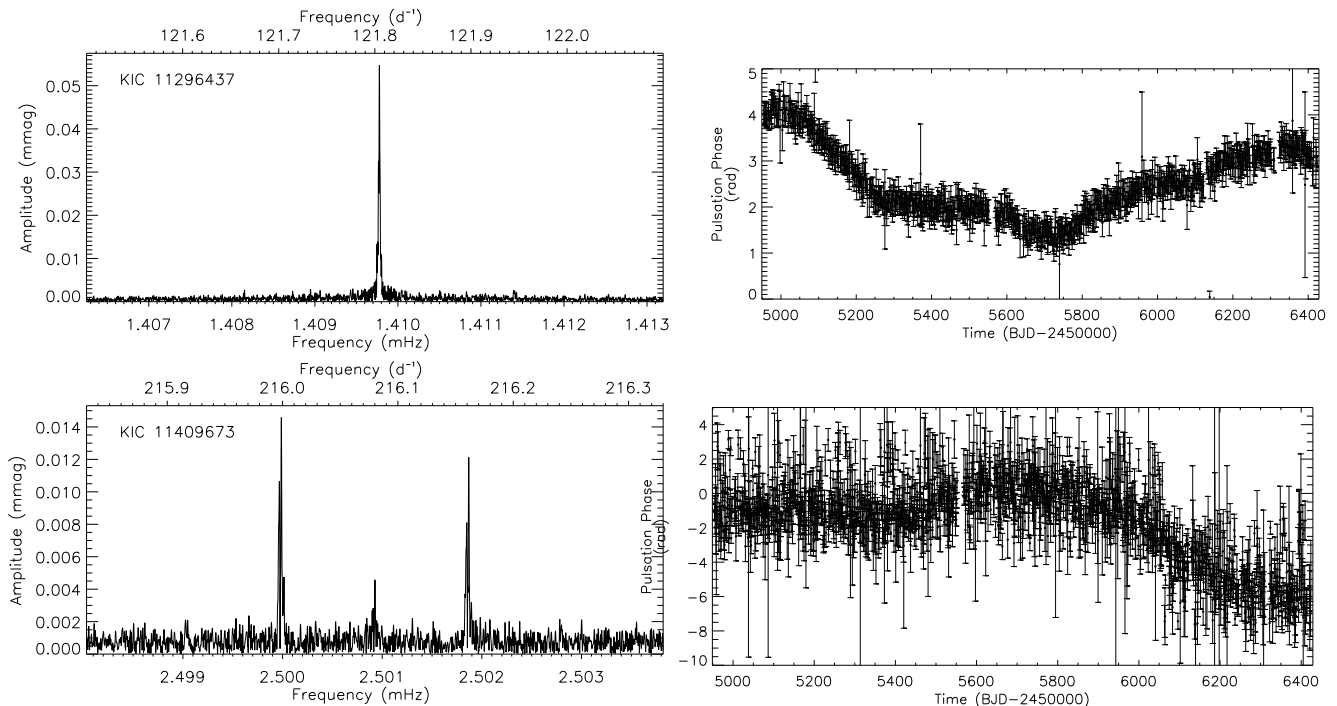 Frequency (d⁻¹)
121.6 121.7 121.8 121.9 122.0
KIC 11296437
Amplitude (mmag)
0.05
0.04
0.03
0.02
0.01
0.00
1.407 1.408 1.409 1.410 1.411 1.412 1.413
Frequency (mHz)
Pulsation Phase
(rad)
5
4
3
2
1
0
5000 5200 5400 5600 5800 6000 6200 6400
Time (BJD−2450000)
Frequency (d⁻¹)
215.9 216.0 216.1 216.2 216.3
KIC 11409673
Amplitude (mmag)
0.014
0.012
0.010
0.008
0.006
0.004
0.002
0.000
2.499 2.500 2.501 2.502 2.503
Frequency (mHz)
Pulsation Phase
(rad)
4
2
0
−2
−4
−6
−8
−10
5000 5200 5400 5600 5800 6000 6200 6400
Time (BJD−2450000)